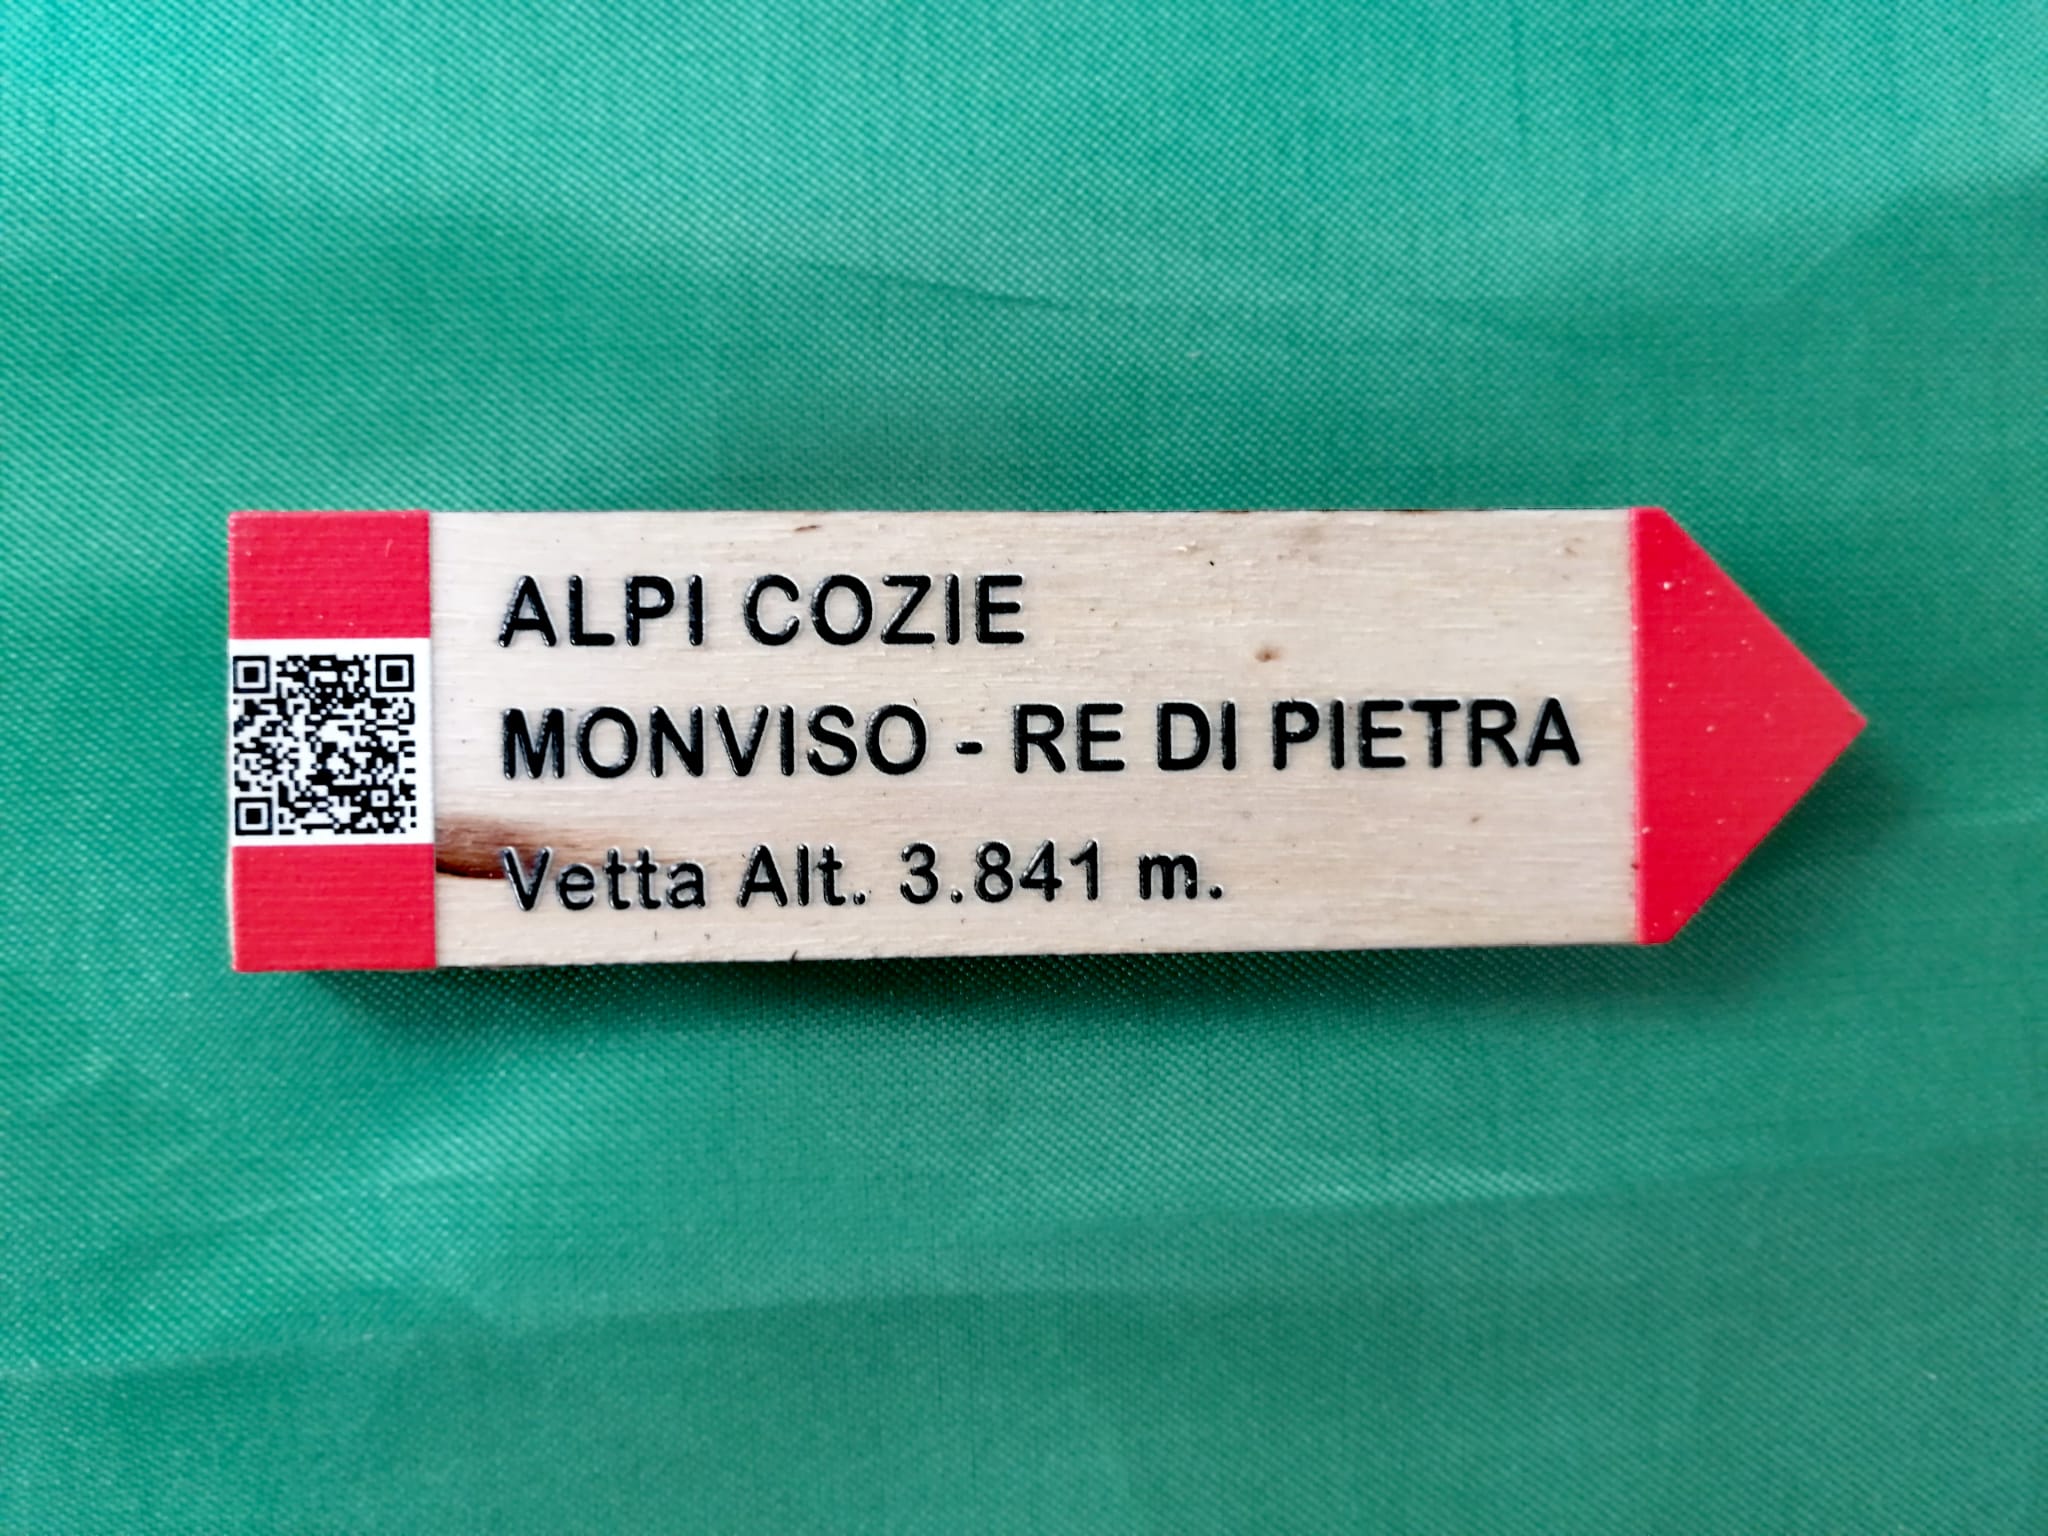 ALPI COZIE
MONVISO - RE DI PIETRA
Vetta Alt. 3.841 m.